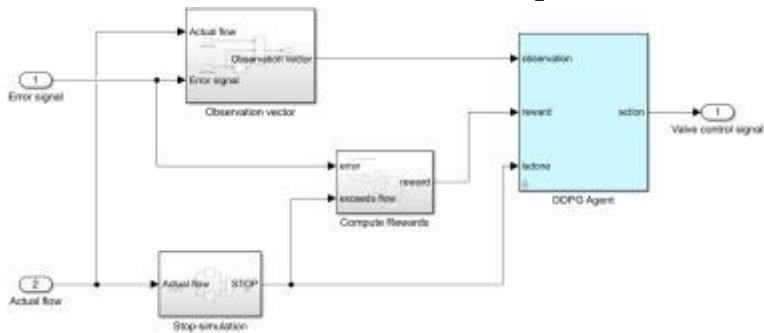 Actual flow
Observation vector
Error signal
Observation vector
1
Error signal
observation
reward
action
isdone
DDPG Agent
1
Valve control signal
error
reward
exceeds flow
Compute Rewards
2
Actual flow
Actual flow
STOP
Stop-simulation